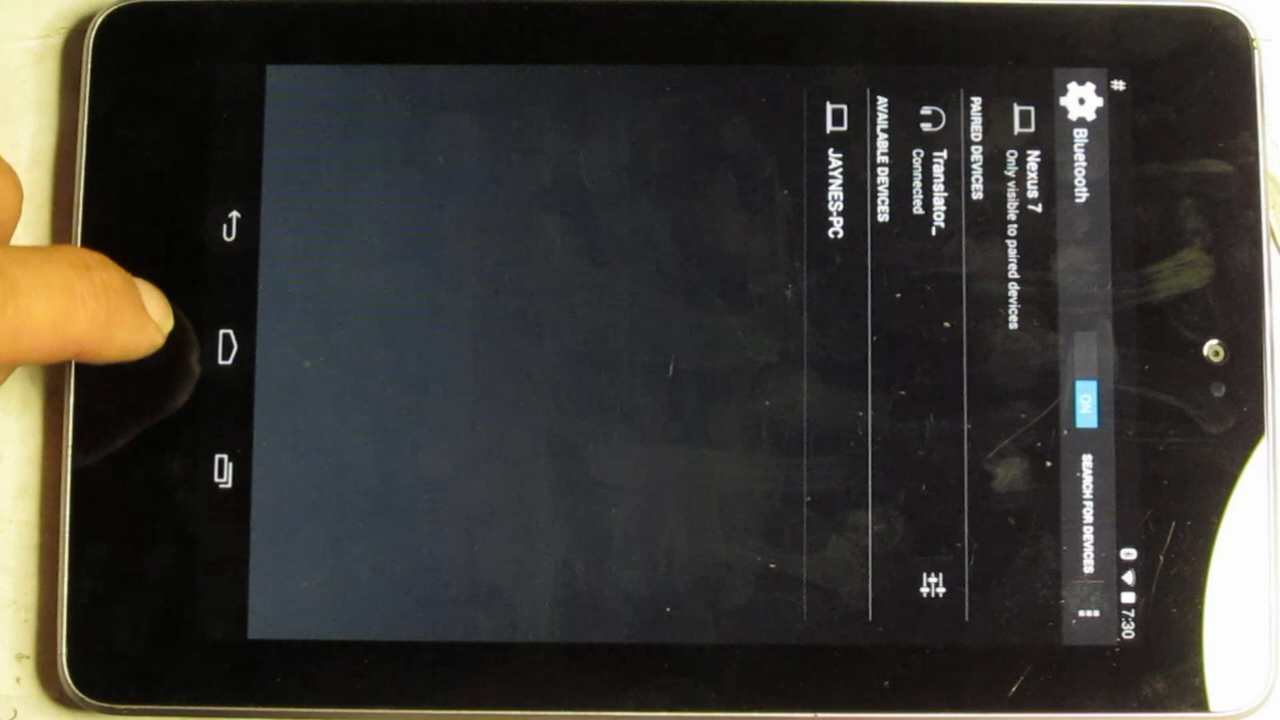 #
7:30
Bluetooth
ON
SEARCH FOR DEVICES
Nexus 7
Only visible to paired devices
PAIRED DEVICES
Translator_
Connected
AVAILABLE DEVICES
JAYNES-PC